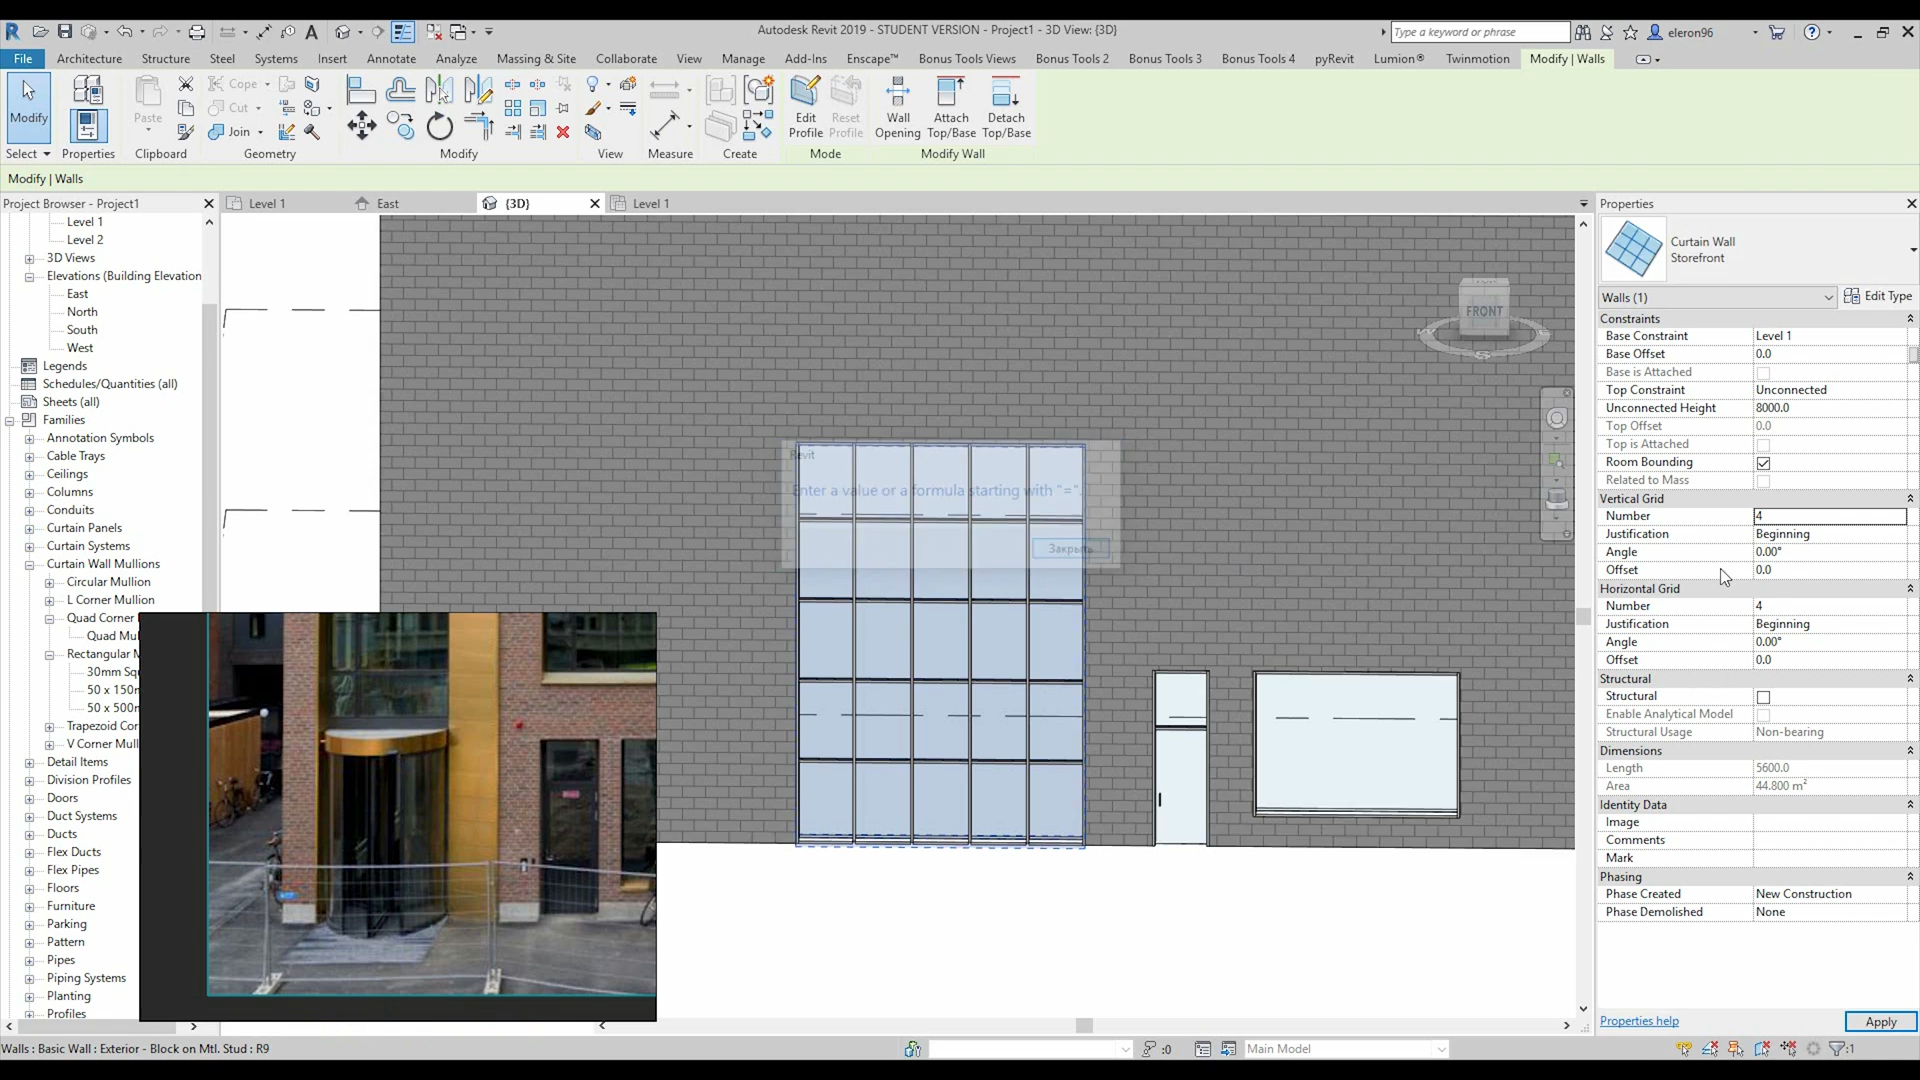 Autodesk Revit 2019 - STUDENT VERSION - Project1 - 3D View: {3D}
Type a keyword or phrase
eleron96
File Architecture Structure Steel Systems Insert Annotate Analyze Massing & Site Collaborate View Manage Add-Ins Enscape™ Bonus Tools Views Bonus Tools 2 Bonus Tools 3 Bonus Tools 4 pyRevit Lumion® Twinmotion Modify | Walls
Modify
Paste
Cope
Cut
Join
Edit Profile
Reset Profile
Wall Opening
Attach Top/Base
Detach Top/Base
Select Properties Clipboard Geometry Modify View Measure Create Mode Modify Wall
Modify | Walls
Project Browser - Project1
Level 1
East
{3D}
Level 1
Level 1
Level 2
3D Views
Elevations (Building Elevation
East
North
South
West
Legends
Schedules/Quantities (all)
Sheets (all)
Families
Annotation Symbols
Cable Trays
Ceilings
Columns
Conduits
Curtain Panels
Curtain Systems
Curtain Wall Mullions
Circular Mullion
L Corner Mullion
Quad Corner
Quad Mul
Rectangular M
30mm Squ
50 x 150m
50 x 500m
Trapezoid Cor
V Corner Mull
Detail Items
Division Profiles
Doors
Duct Systems
Ducts
Flex Ducts
Flex Pipes
Floors
Furniture
Parking
Pattern
Pipes
Piping Systems
Planting
Profiles
FRONT
Revit
Enter a value or a formula starting with "=".
Закрыть
Properties
Curtain Wall
Storefront
Walls (1)
Edit Type
Constraints
Base Constraint Level 1
Base Offset 0.0
Base is Attached
Top Constraint Unconnected
Unconnected Height 8000.0
Top Offset 0.0
Top is Attached
Room Bounding
Related to Mass
Vertical Grid
Number 4
Justification Beginning
Angle 0.00°
Offset 0.0
Horizontal Grid
Number 4
Justification Beginning
Angle 0.00°
Offset 0.0
Structural
Structural
Enable Analytical Model
Structural Usage Non-bearing
Dimensions
Length 5600.0
Area 44.800 m²
Identity Data
Image
Comments
Mark
Phasing
Phase Created New Construction
Phase Demolished None
Properties help
Apply
Walls : Basic Wall : Exterior - Block on Mtl. Stud : R9
:0
Main Model
:1